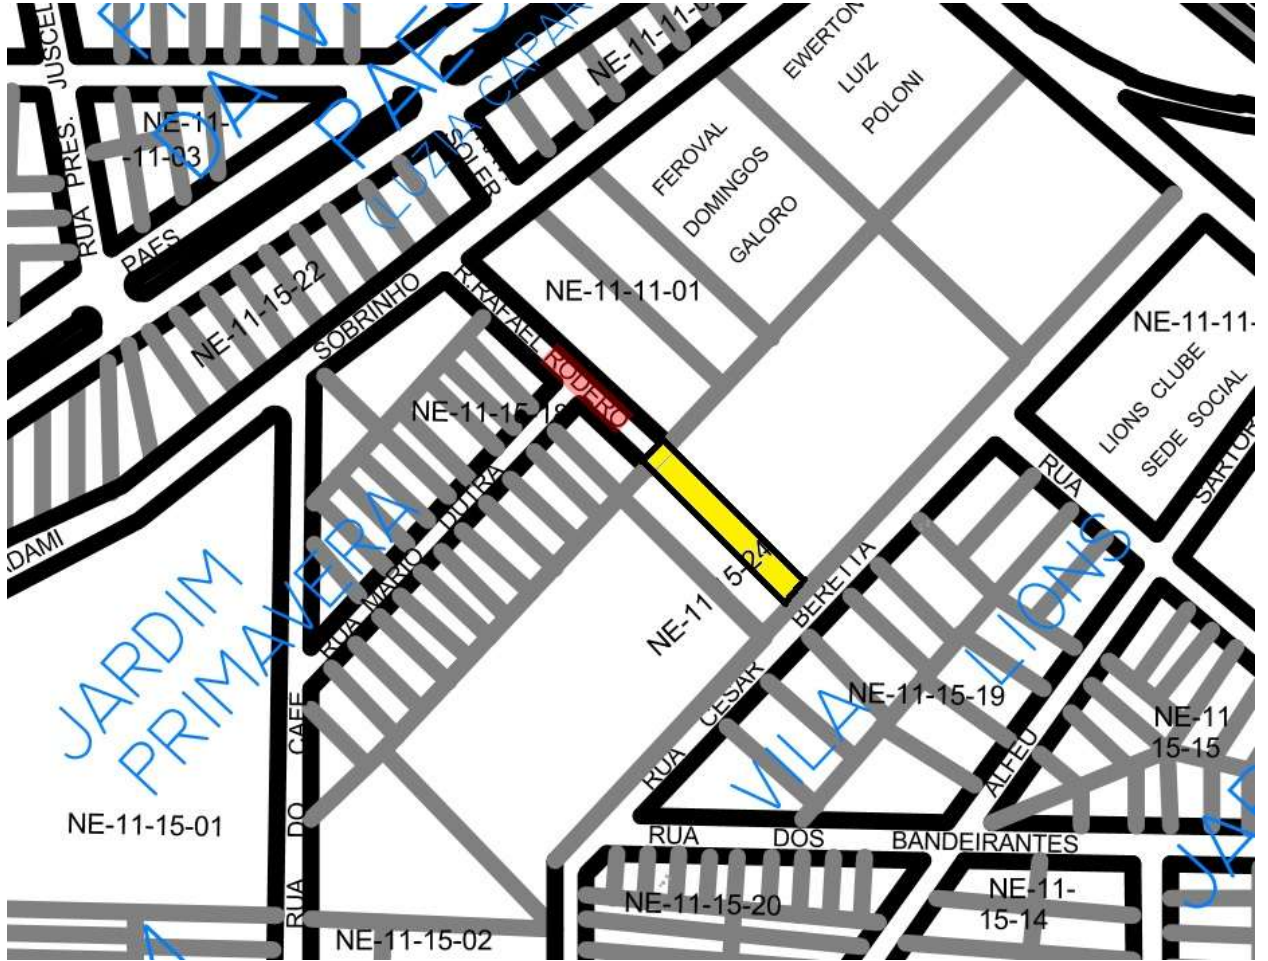 JUSCEL
RUA PRES.
NE-11-
-11-03
DA
PAES
(LUZIA CAPAR
NE-11-11-0
EWERTON
LUIZ
POLONI
FEROVAL
DOMINGOS
GALORO
SOLER
PAES
NE-11-15-22
SOBRINHO
R.RAFAEL RODERO
NE-11-11-01
NE-11-11-
LIONS CLUBE
SEDE SOCIAL
SARTOR
NE-11-15-18
RUA MARIO DUTRA
ADAMI
JARDIM
PRIMAVERA
NE-11-15-01
RUA DO CAFE
NE-11
5-24
RUA CESAR BERETTA
RUA
ALFEU
VILA LIONS
NE-11-15-19
NE-11
15-15
RUA DOS BANDEIRANTES
NE-11-15-20
NE-11-
15-14
NE-11-15-02